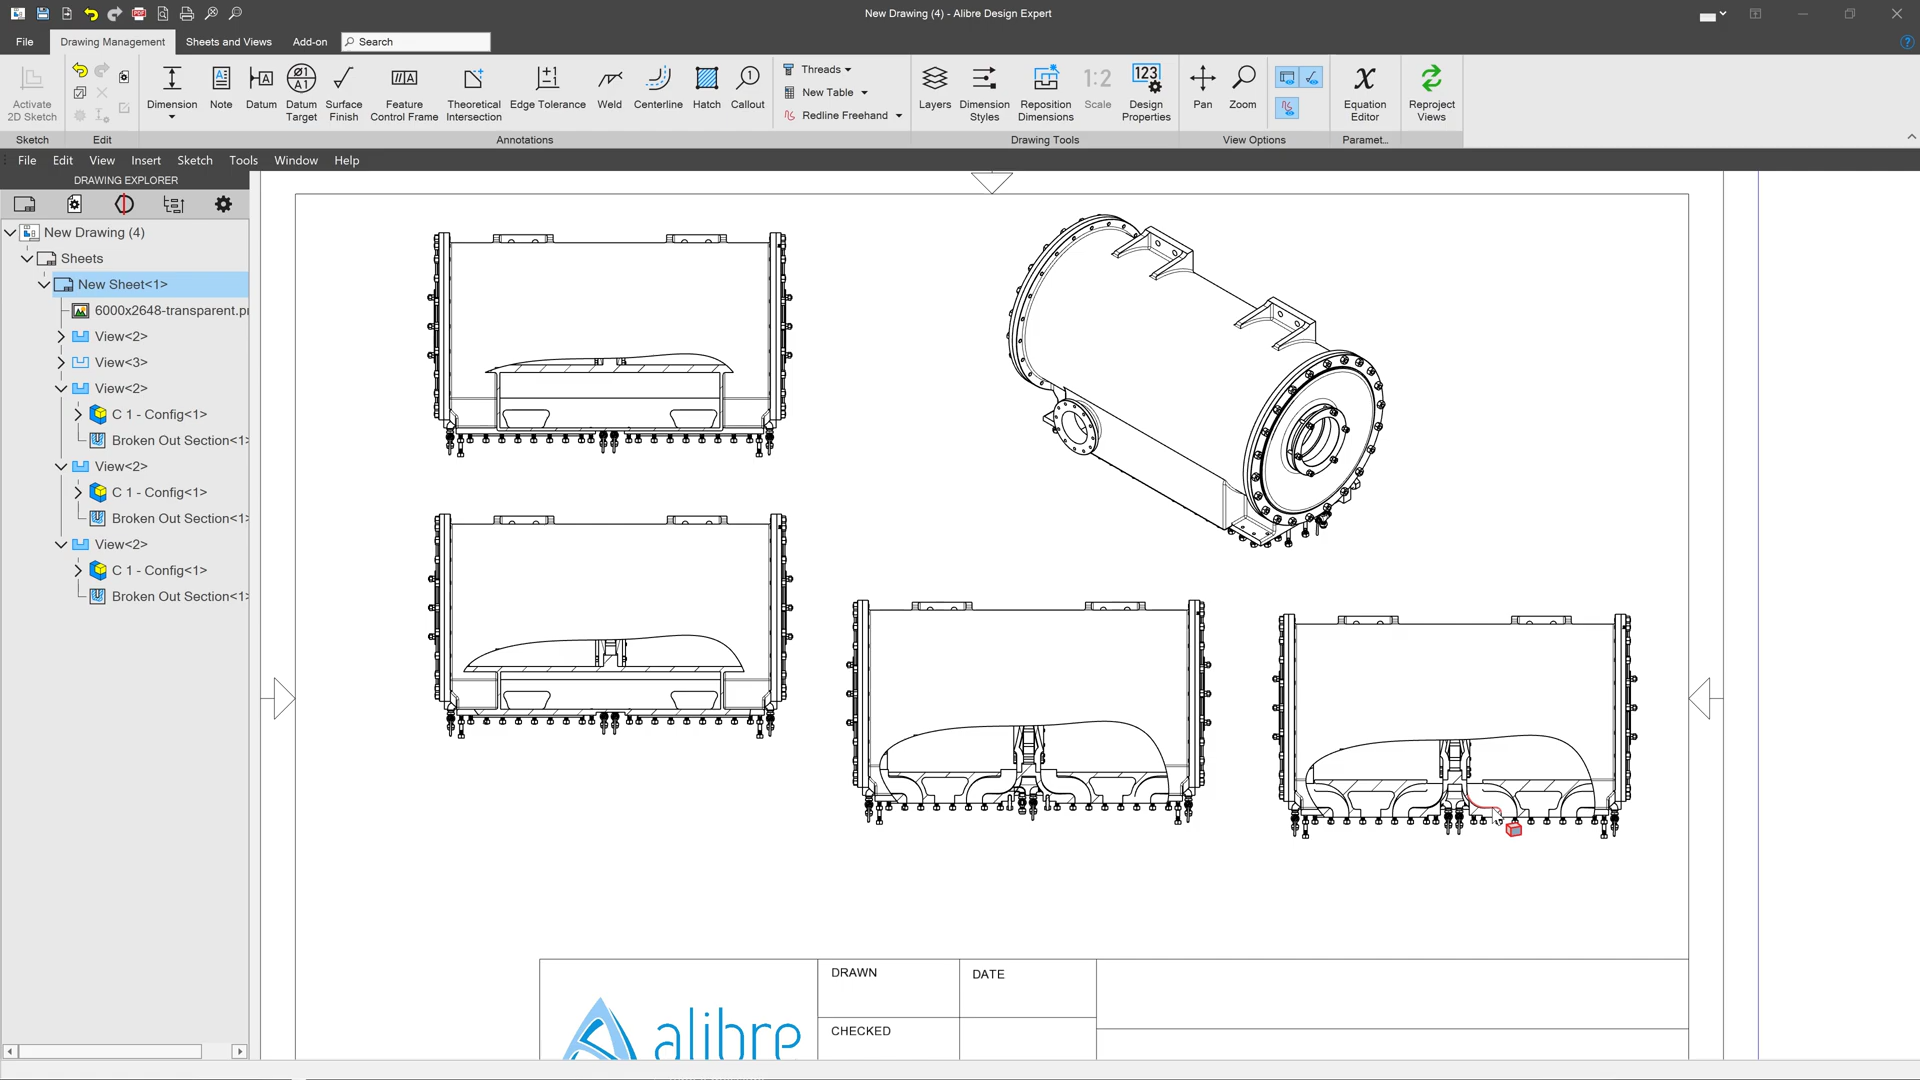 New Drawing (4) - Alibre Design Expert
File
Drawing Management
Sheets and Views
Add-on
Search
Activate
2D Sketch
Dimension
Note
Datum
Datum
Target
Surface
Finish
Feature
Control Frame
Theoretical
Intersection
Edge Tolerance
Weld
Centerline
Hatch
Callout
Threads
New Table
Redline Freehand
Layers
Dimension
Styles
Reposition
Dimensions
1:2
Scale
123
Design
Properties
Pan
Zoom
Equation
Editor
Reproject
Views
Sketch
Edit
Annotations
Drawing Tools
View Options
Paramet...
File Edit View Insert Sketch Tools Window Help
DRAWING EXPLORER
New Drawing (4)
Sheets
New Sheet<1>
6000x2648-transparent.p
View<2>
View<3>
View<2>
C 1 - Config<1>
Broken Out Section<1>
View<2>
C 1 - Config<1>
Broken Out Section<1>
View<2>
C 1 - Config<1>
Broken Out Section<1>
DRAWN
DATE
CHECKED
alibre